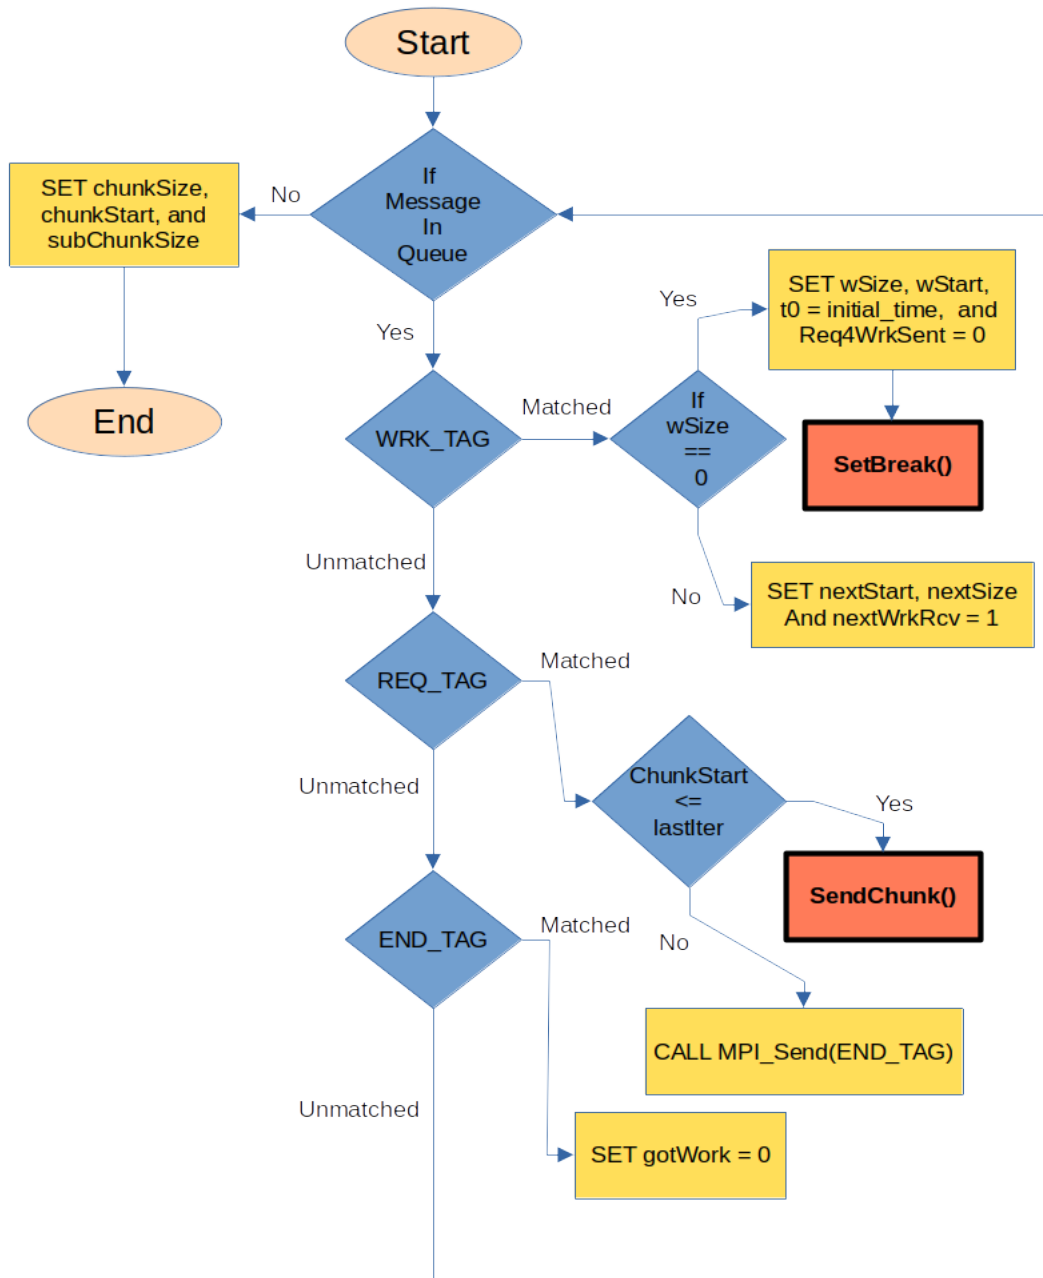 Start
If
Message
In
Queue
No
SET chunkSize,
chunkStart, and
subChunkSize
End
Yes
WRK_TAG
Matched
If
wSize
==
0
Yes
SET wSize, wStart,
t0 = initial_time, and
Req4WrkSent = 0
SetBreak()
No
SET nextStart, nextSize
And nextWrkRcv = 1
Unmatched
REQ_TAG
Matched
ChunkStart
<=
lastIter
Yes
SendChunk()
No
CALL MPI_Send(END_TAG)
Unmatched
END_TAG
Matched
SET gotWork = 0
Unmatched